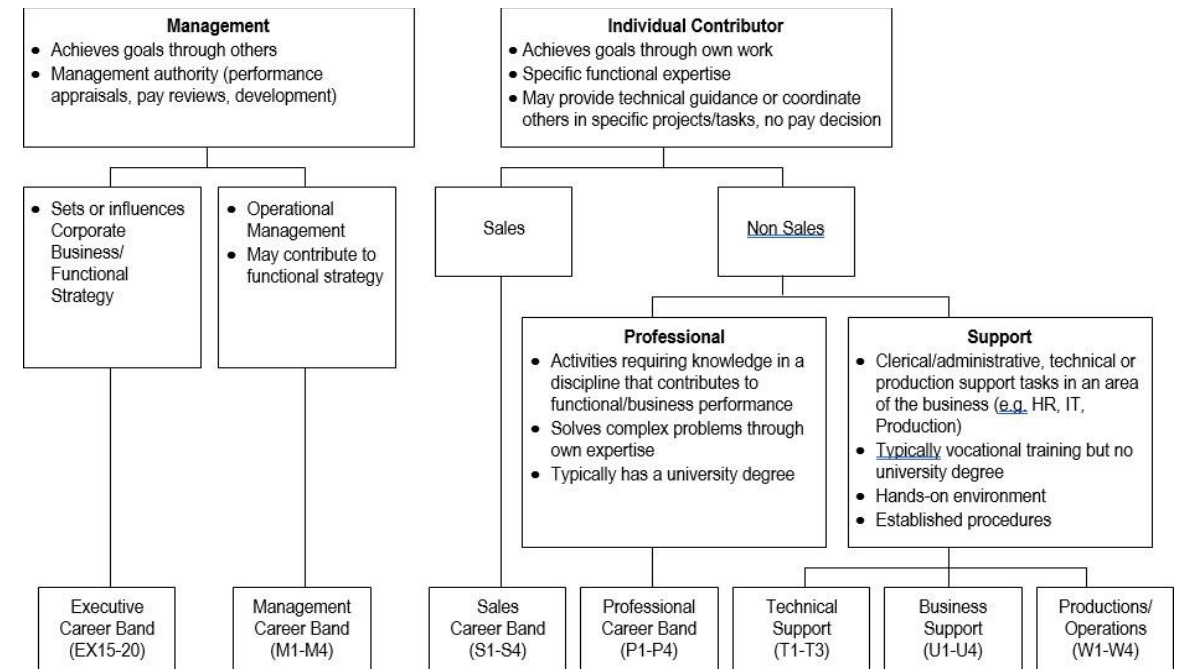 Management
• Achieves goals through others
• Management authority (performance
appraisals, pay reviews, development)
Individual Contributor
• Achieves goals through own work
• Specific functional expertise
• May provide technical guidance or coordinate
others in specific projects/tasks, no pay decision
• Sets or influences
Corporate
Business/
Functional
Strategy
• Operational
Management
• May contribute to
functional strategy
Sales
Non Sales
Professional
• Activities requiring knowledge in a
discipline that contributes to
functional/business performance
• Solves complex problems through
own expertise
• Typically has a university degree
Support
• Clerical/administrative, technical or
production support tasks in an area
of the business (e.g. HR, IT,
Production)
• Typically vocational training but no
university degree
• Hands-on environment
• Established procedures
Executive
Career Band
(EX15-20)
Management
Career Band
(M1-M4)
Sales
Career Band
(S1-S4)
Professional
Career Band
(P1-P4)
Technical
Support
(T1-T3)
Business
Support
(U1-U4)
Productions/
Operations
(W1-W4)